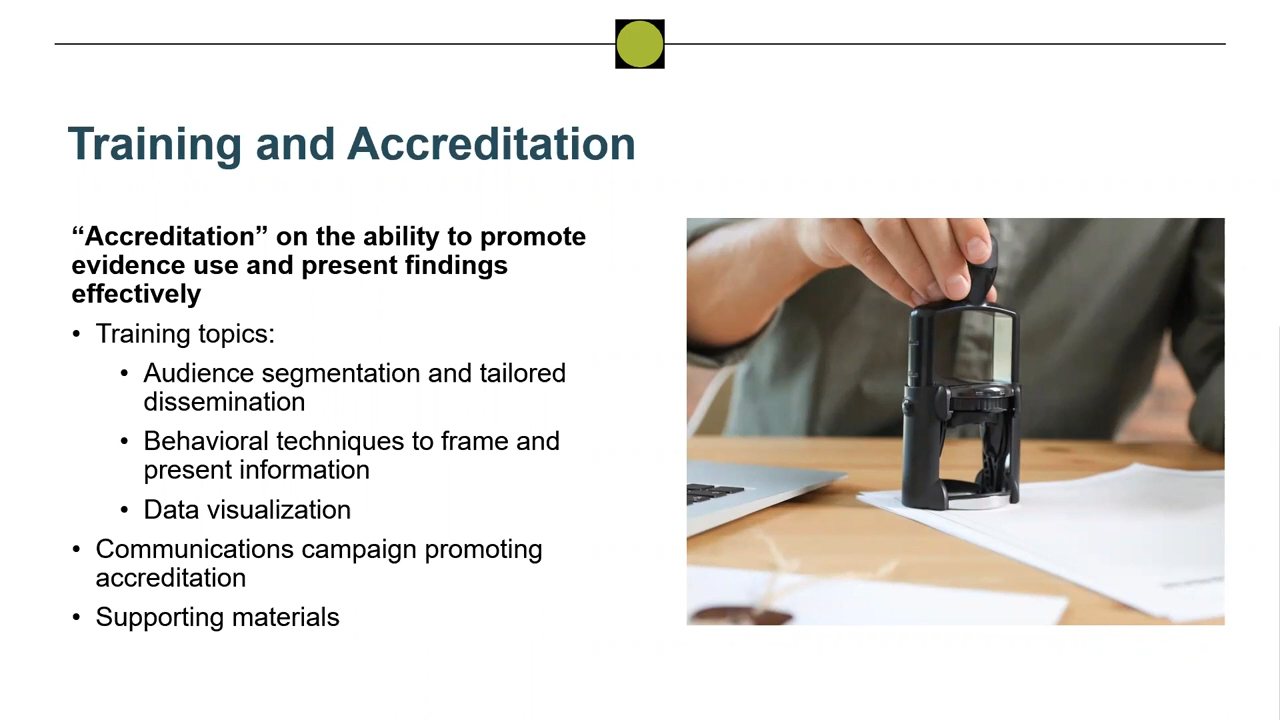 Training and Accreditation
“Accreditation” on the ability to promote
evidence use and present findings
effectively
• Training topics:
• Audience segmentation and tailored
dissemination
• Behavioral techniques to frame and
present information
• Data visualization
• Communications campaign promoting
accreditation
• Supporting materials